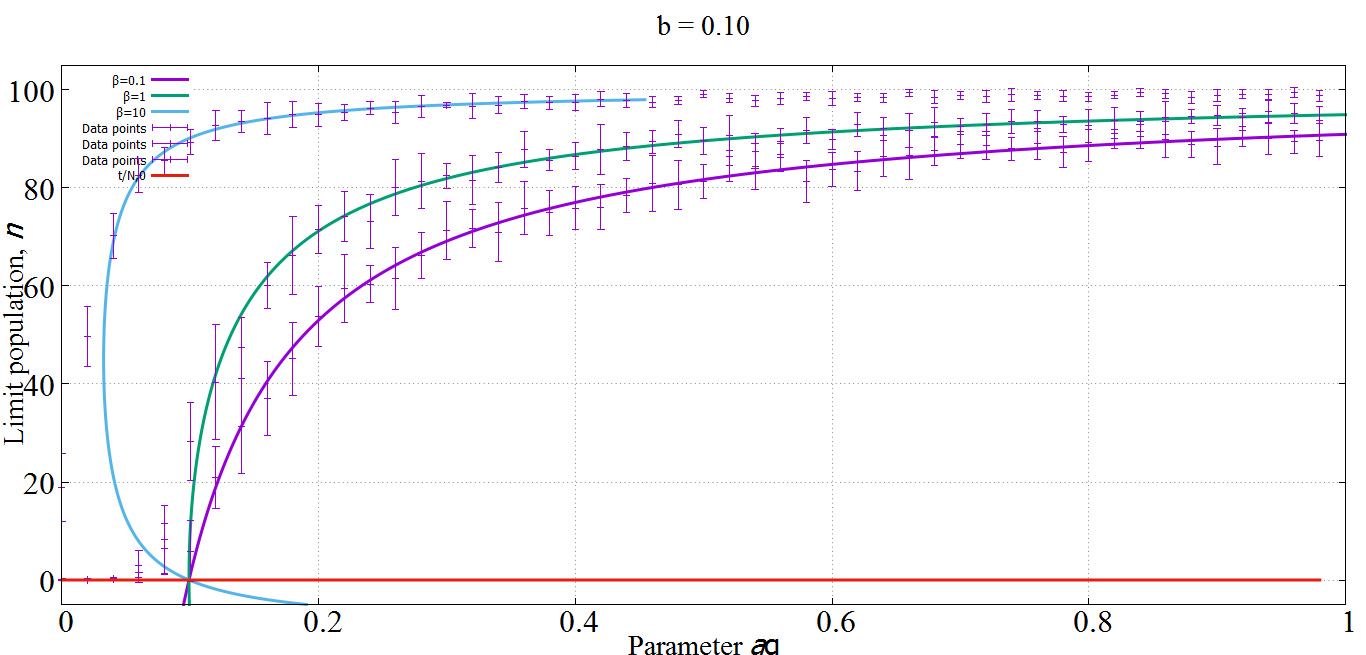 b = 0.10
β=0.1
β=1
β=10
Data points
Data points
Data points
t/N 0
100
80
60
40
20
0
Limit population, n
0 0.2 0.4 0.6 0.8 1
Parameter aq